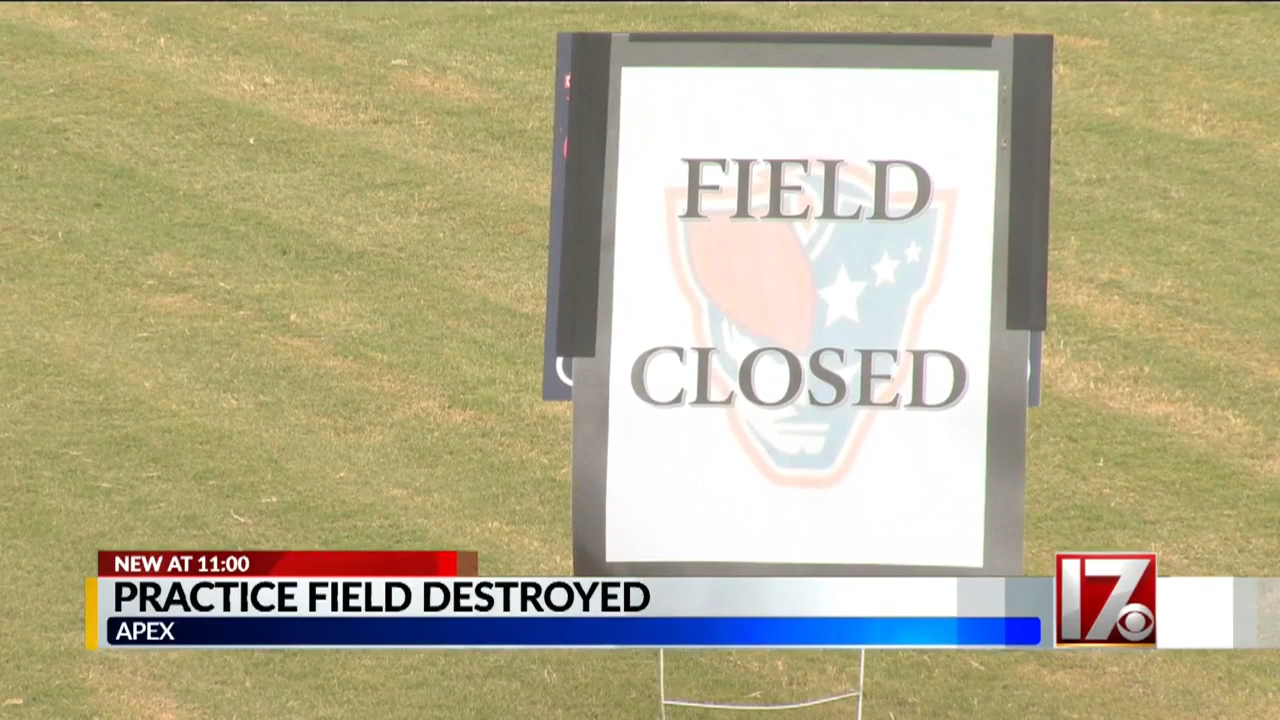 FIELD
CLOSED
NEW AT 11:00
PRACTICE FIELD DESTROYED
APEX
17